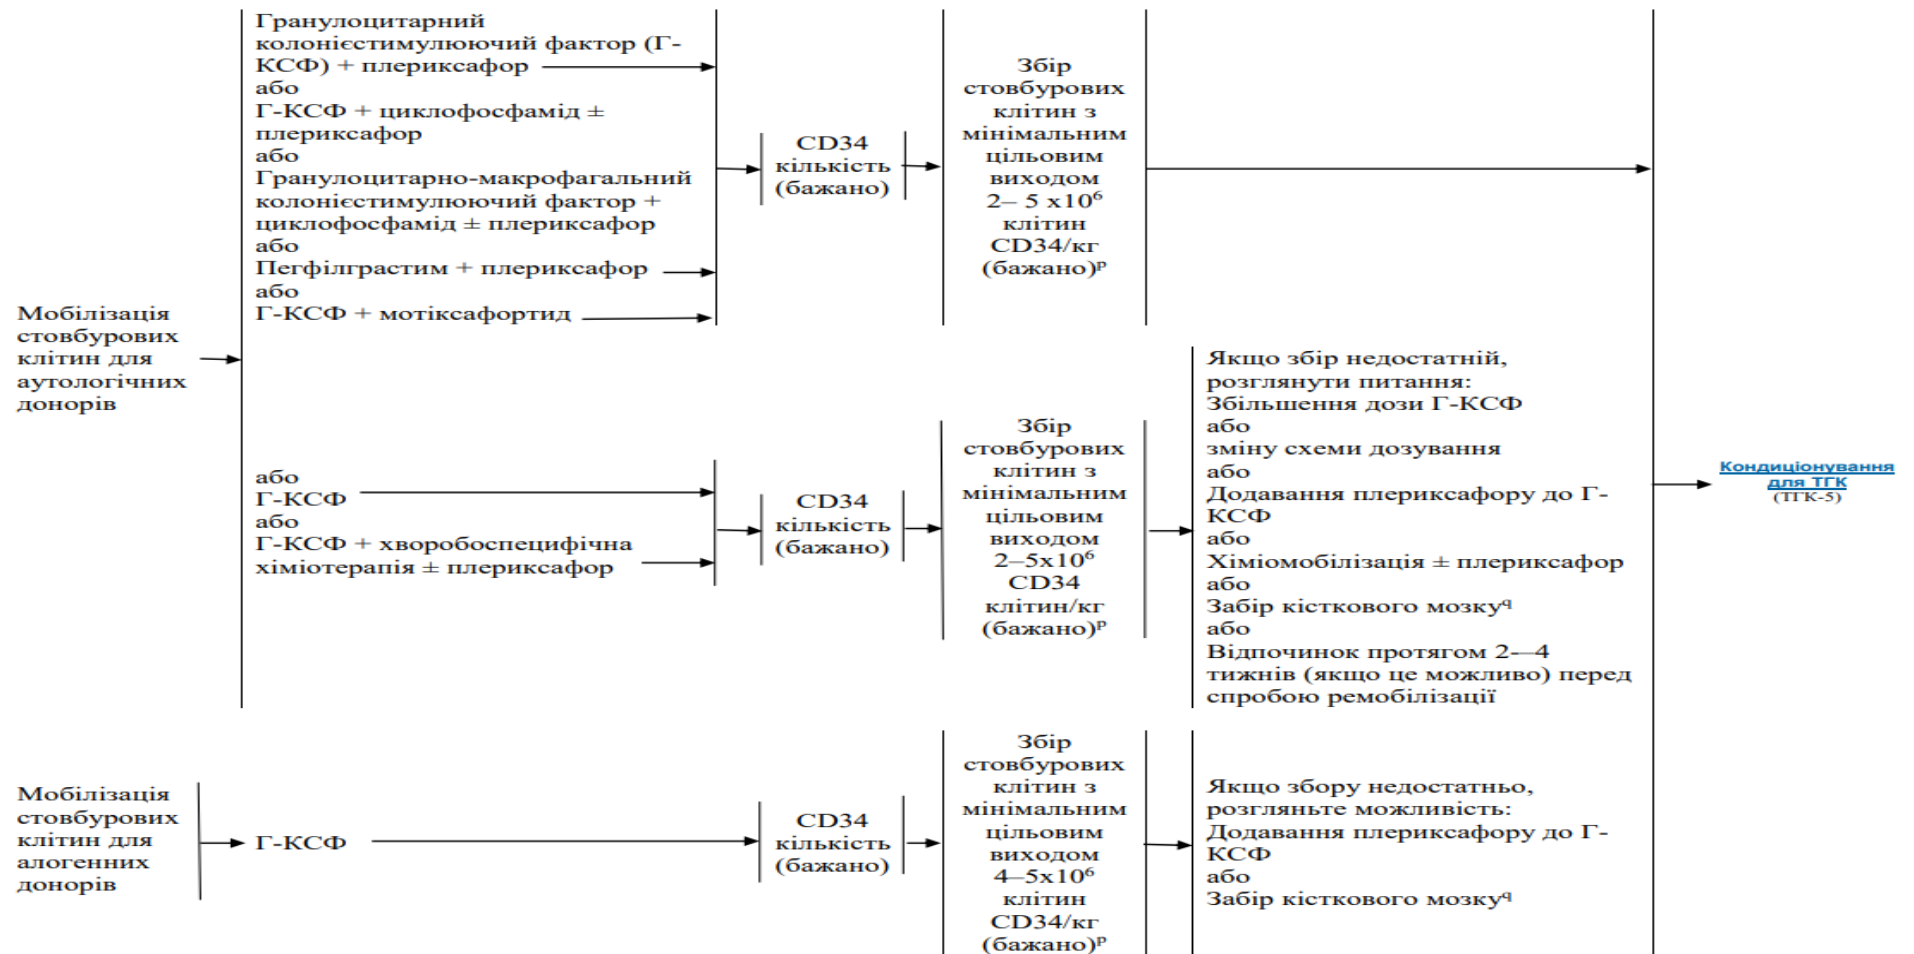 Мобілізація
стовбурових
клітин для
аутологічних
донорів
Гранулоцитарний
колонієстимулюючий фактор (Г-
КСФ) + плериксафор
або
Г-КСФ + циклофосфамід ±
плериксафор
або
Гранулоцитарно-макрофагальний
колонієстимулюючий фактор +
циклофосфамід ± плериксафор
або
Пегфілграстим + плериксафор
або
Г-КСФ + мотіксафортид
CD34
кількість
(бажано)
Збір
стовбурових
клітин з
мінімальним
цільовим
виходом
2– 5 х10⁶
клітин
CD34/кг
(бажано)ᵖ
або
Г-КСФ
або
Г-КСФ + хворобоспецифічна
хіміотерапія ± плериксафор
CD34
кількість
(бажано)
Збір
стовбурових
клітин з
мінімальним
цільовим
виходом
2–5х10⁶
CD34
клітин/кг
(бажано)ᵖ
Якщо збір недостатній,
розглянути питання:
Збільшення дози Г-КСФ
або
зміну схеми дозування
або
Додавання плериксафору до Г-
КСФ
або
Хіміомобілізація ± плериксафор
або
Забір кісткового мозку𐞥
або
Відпочинок протягом 2-–4
тижнів (якщо це можливо) перед
спробою ремобілізації
Кондиціонування
для ТГК
(ТГК-5)
Мобілізація
стовбурових
клітин для
алогенних
донорів
Г-КСФ
CD34
кількість
(бажано)
Збір
стовбурових
клітин з
мінімальним
цільовим
виходом
4–5х10⁶
клітин
CD34/кг
(бажано)ᵖ
Якщо збору недостатньо,
розгляньте можливість:
Додавання плериксафору до Г-
КСФ
або
Забір кісткового мозку𐞥